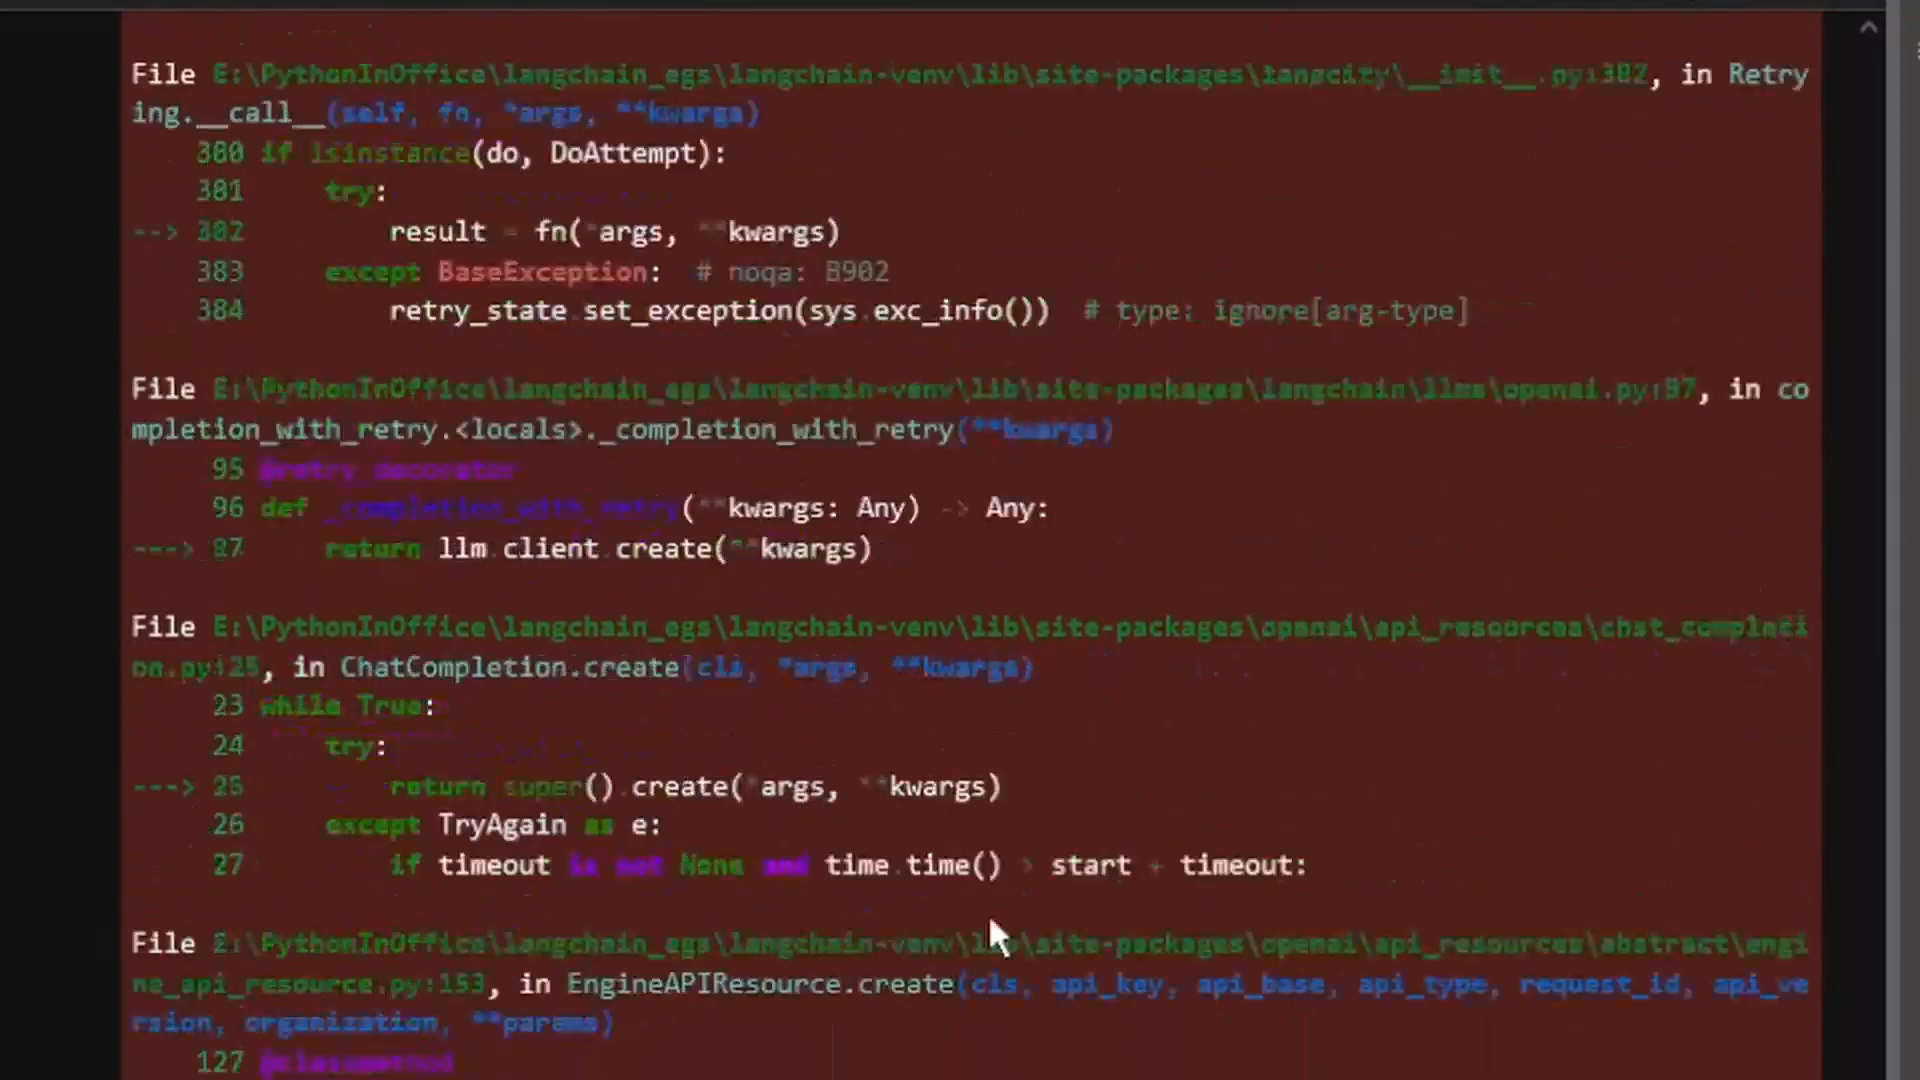 File E:\PythonInOffice\langchain_egs\langchain-venv\lib\site-packages\tenacity\__init__.py:382, in Retry
ing.__call__(self, fn, *args, **kwargs)
380 if isinstance(do, DoAttempt):
381 try:
--> 382 result = fn(*args, **kwargs)
383 except BaseException: # noqa: B902
384 retry_state.set_exception(sys.exc_info()) # type: ignore[arg-type]
File E:\PythonInOffice\langchain_egs\langchain-venv\lib\site-packages\langchain\llms\openai.py:97, in co
mpletion_with_retry.<locals>._completion_with_retry(**kwargs)
95 @retry_decorator
96 def _completion_with_retry(**kwargs: Any) -> Any:
---> 97 return llm.client.create(**kwargs)
File E:\PythonInOffice\langchain_egs\langchain-venv\lib\site-packages\openai\api_resources\chat_completi
on.py:25, in ChatCompletion.create(cls, *args, **kwargs)
23 while True:
24 try:
---> 25 return super().create(*args, **kwargs)
26 except TryAgain as e:
27 if timeout is not None and time.time() > start + timeout:
File E:\PythonInOffice\langchain_egs\langchain-venv\lib\site-packages\openai\api_resources\abstract\engi
ne_api_resource.py:153, in EngineAPIResource.create(cls, api_key, api_base, api_type, request_id, api_ve
rsion, organization, **params)
127 @classmethod